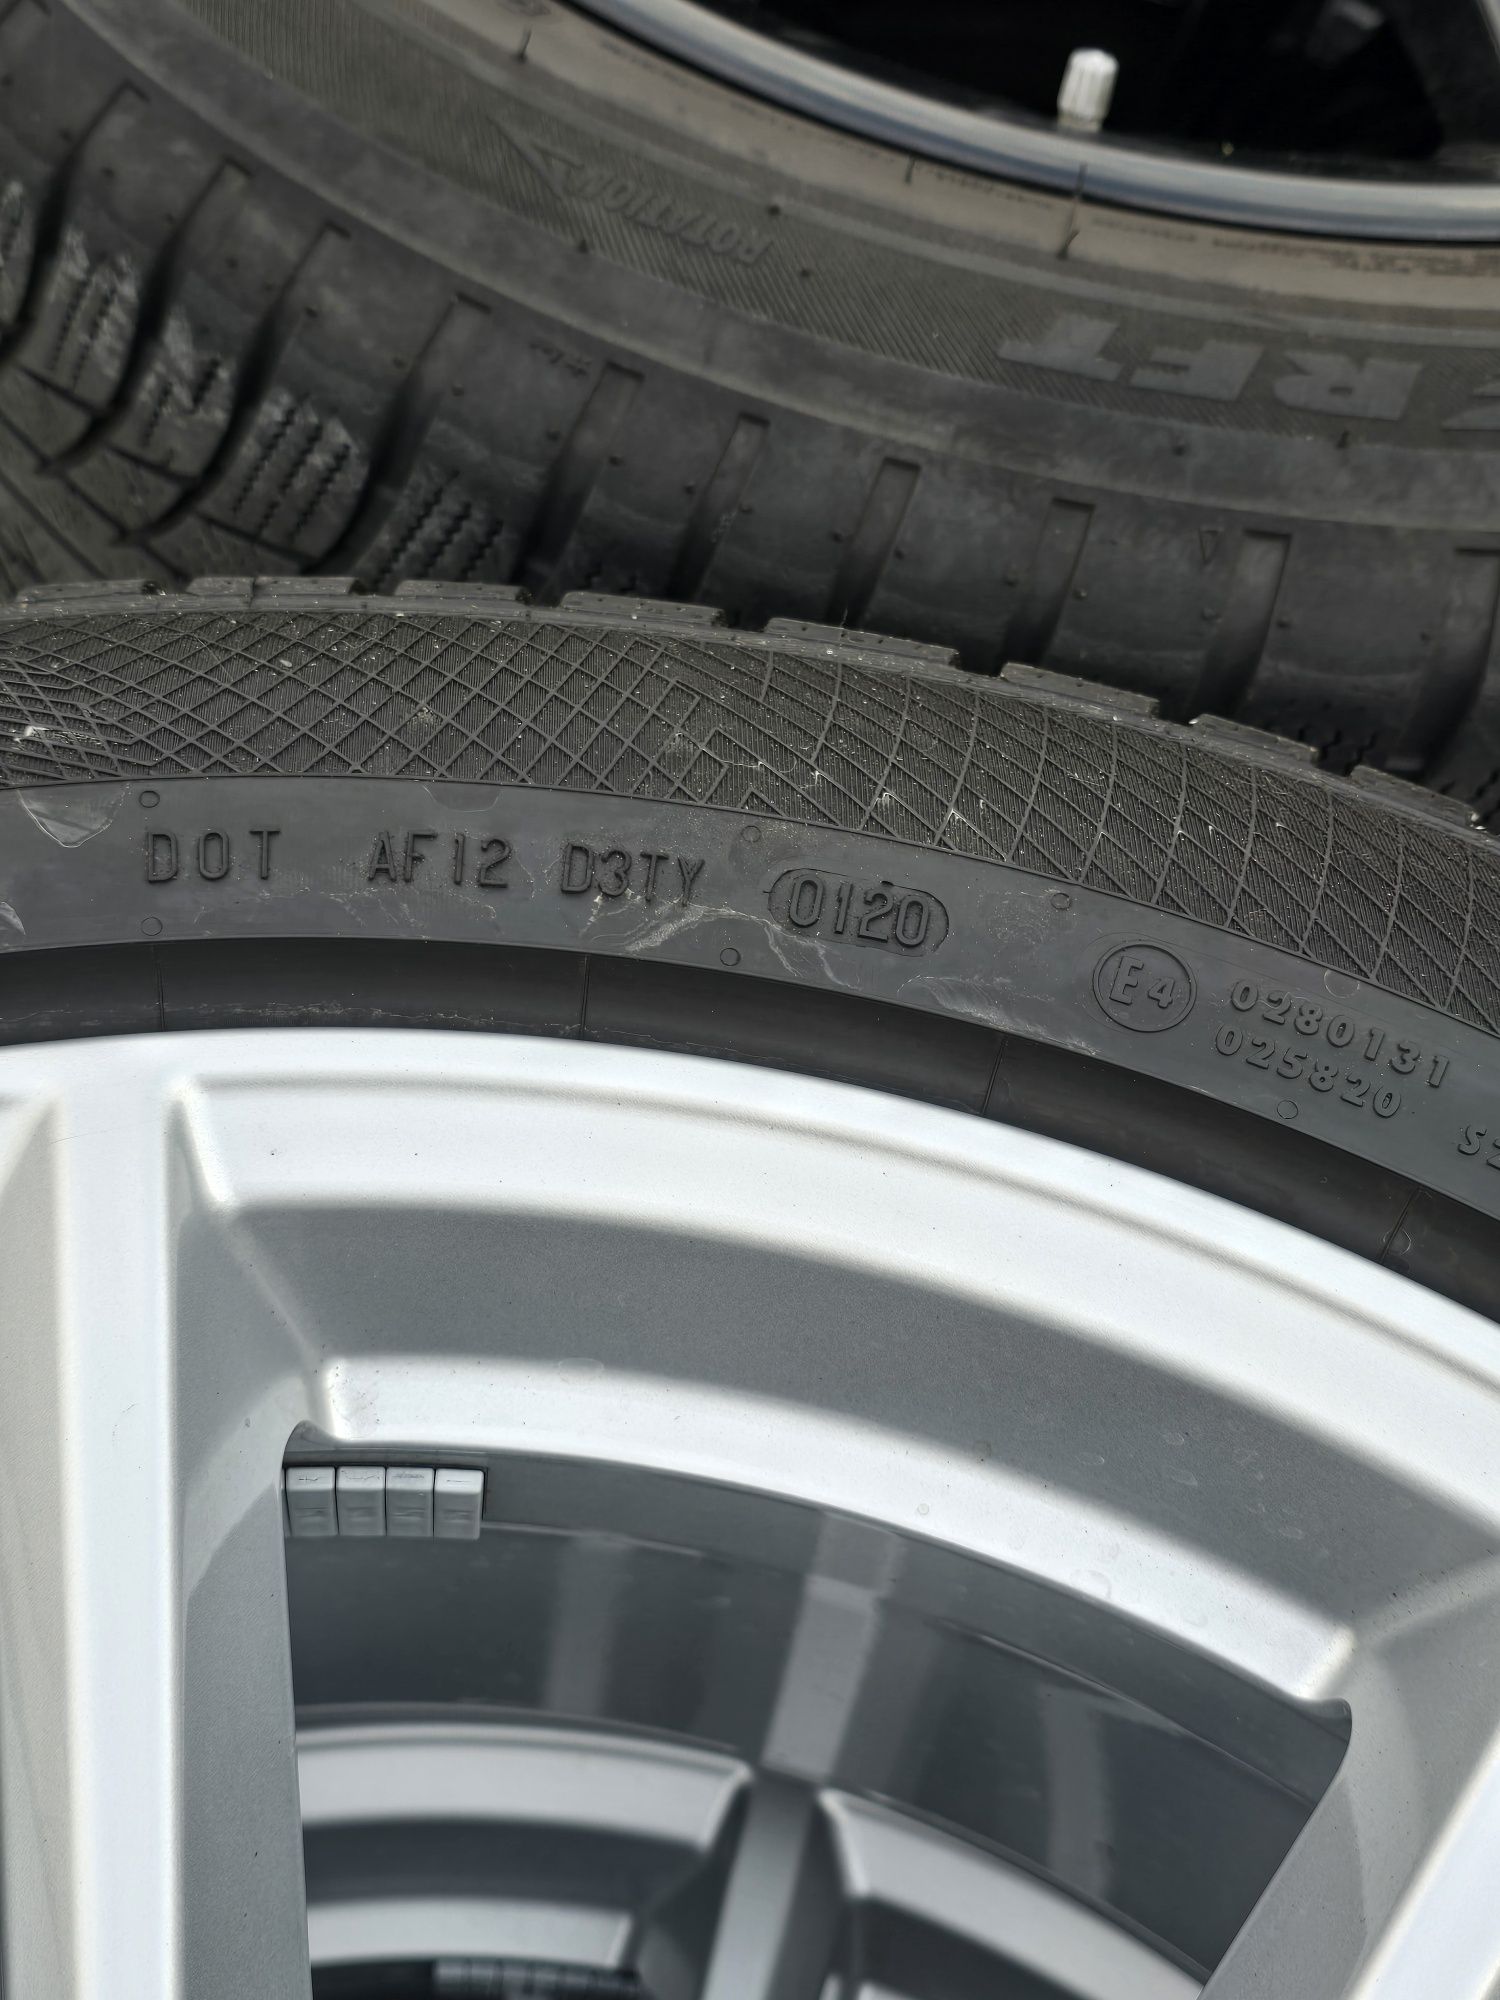 ROTATION
RFT
DOT AF12 D3TY 0120
E4 0280131
025820